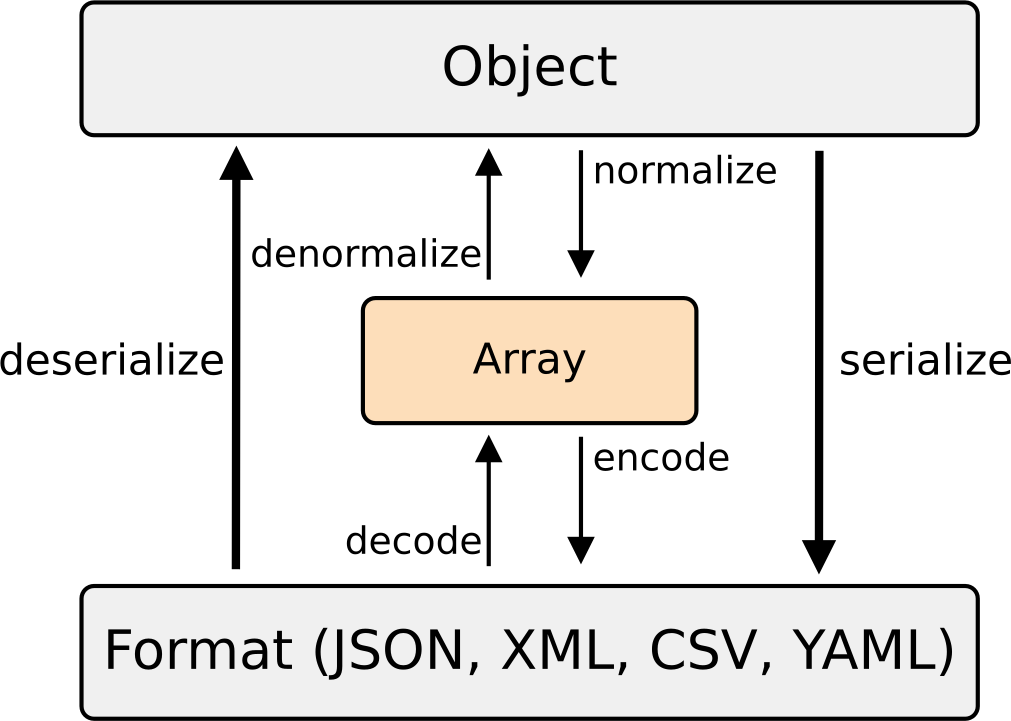 Object
normalize
denormalize
deserialize
Array
serialize
encode
decode
Format (JSON, XML, CSV, YAML)